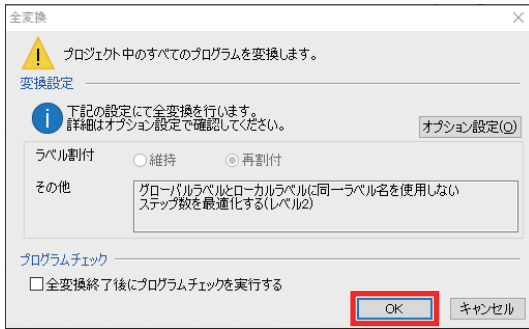 全変換
プロジェクト中のすべてのプログラムを変換します。
変換設定
下記の設定にて全変換を行います。
詳細はオプション設定で確認してください。
オプション設定(O)
ラベル割付
維持
再割付
その他
グローバルラベルとローカルラベルに同一ラベル名を使用しない
ステップ数を最適化する(レベル2)
プログラムチェック
全変換終了後にプログラムチェックを実行する
OK
キャンセル